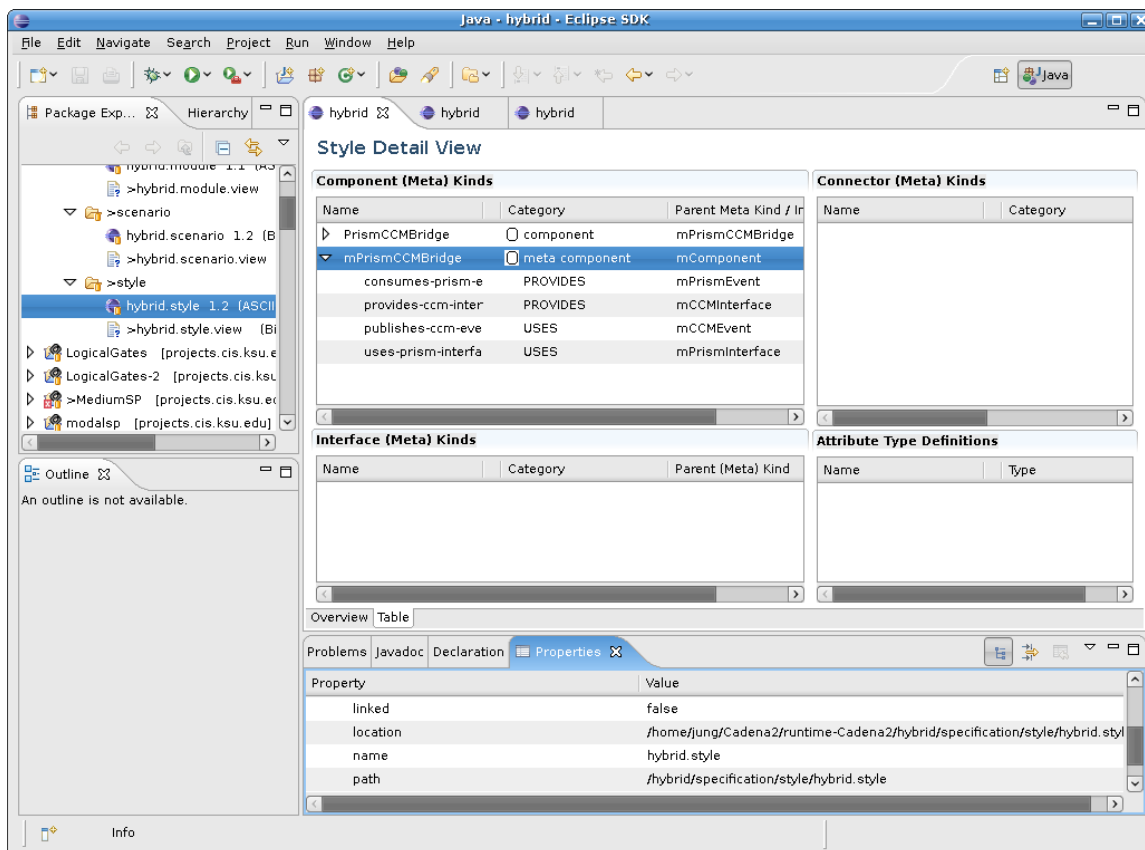 Java - hybrid - Eclipse SDK
File Edit Navigate Search Project Run Window Help
Java
Package Exp... Hierarchy
hybrid.module 1.1 (AS
>hybrid.module.view
>scenario
hybrid.scenario 1.2 (B
>hybrid.scenario.view
>style
hybrid.style 1.2 (ASCII
>hybrid.style.view (Bi
LogicalGates [projects.cis.ksu.e
LogicalGates-2 [projects.cis.ksu
>MediumSP [projects.cis.ksu.ed
modalsp [projects.cis.ksu.edu]
Outline
An outline is not available.
hybrid hybrid hybrid
Style Detail View
Component (Meta) Kinds
Name Category Parent Meta Kind / In
PrismCCMBridge component mPrismCCMBridge
mPrismCCMBridge meta component mComponent
consumes-prism-e PROVIDES mPrismEvent
provides-ccm-inter PROVIDES mCCMInterface
publishes-ccm-eve USES mCCMEvent
uses-prism-interfa USES mPrismInterface
Connector (Meta) Kinds
Name Category
Interface (Meta) Kinds
Name Category Parent (Meta) Kind
Attribute Type Definitions
Name Type
Overview Table
Problems Javadoc Declaration Properties
Property Value
linked false
location /home/jung/Cadena2/runtime-Cadena2/hybrid/specification/style/hybrid.styl
name hybrid.style
path /hybrid/specification/style/hybrid.style
Info